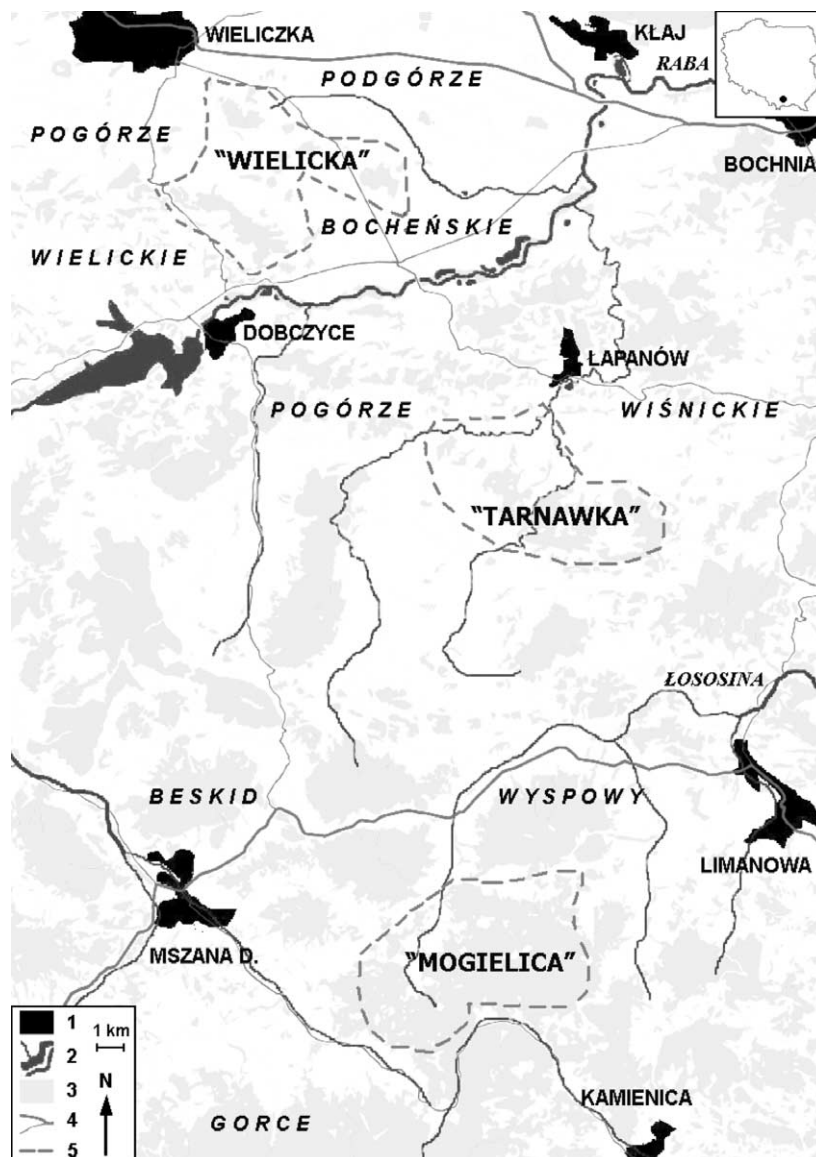 WIELICZKA
KŁAJ
RABA
PODGÓRZE
POGÓRZE
BOCHNIA
"WIELICKA”
BOCHEŃSKIE
WIELICKIE
DOBCZYCE
ŁAPANÓW
POGÓRZE
WIŚNICKIE
"TARNAWKA”
ŁOSOSINA
BESKID
WYSPOWY
LIMANOWA
MSZANA D.
"MOGIELICA”
1
2
3
4
5
1 km
N
KAMIENICA
GORCE